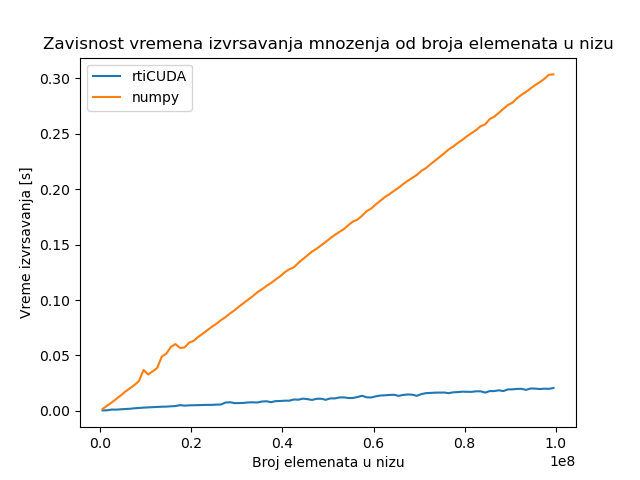 Zavisnost vremena izvrsavanja mnozenja od broja elemenata u nizu
rtiCUDA
numpy
Vreme izvrsavanja [s]
0.30
0.25
0.20
0.15
0.10
0.05
0.00
0.0 0.2 0.4 0.6 0.8 1.0
1e8
Broj elemenata u nizu